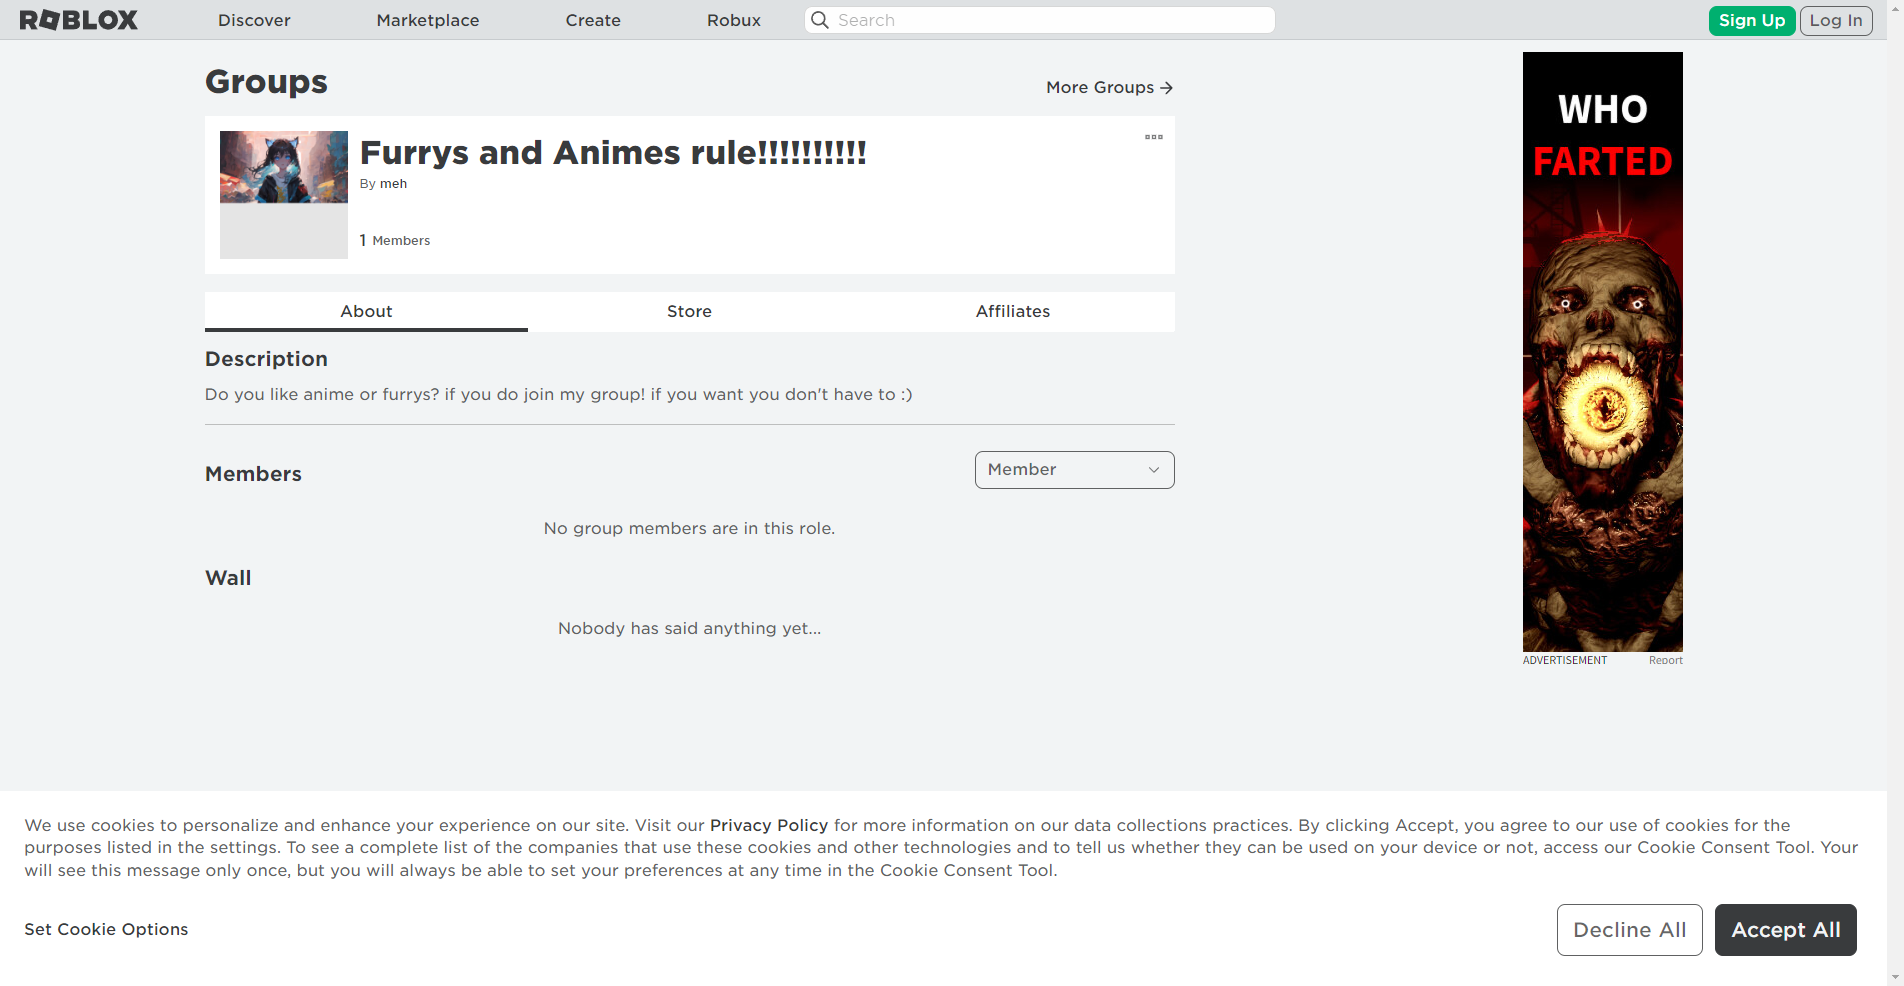 ROBLOX
Discover
Marketplace
Create
Robux
Search
Sign Up
Log In
Groups
More Groups
Furrys and Animes rule!!!!!!!!!!
By meh
1 Members
About
Store
Affiliates
Description
Do you like anime or furrys? if you do join my group! if you want you don't have to :)
Members
Member
No group members are in this role.
Wall
Nobody has said anything yet...
WHO
FARTED
ADVERTISEMENT
Report
We use cookies to personalize and enhance your experience on our site. Visit our Privacy Policy for more information on our data collections practices. By clicking Accept, you agree to our use of cookies for the
purposes listed in the settings. To see a complete list of the companies that use these cookies and other technologies and to tell us whether they can be used on your device or not, access our Cookie Consent Tool. Your
will see this message only once, but you will always be able to set your preferences at any time in the Cookie Consent Tool.
Set Cookie Options
Decline All
Accept All